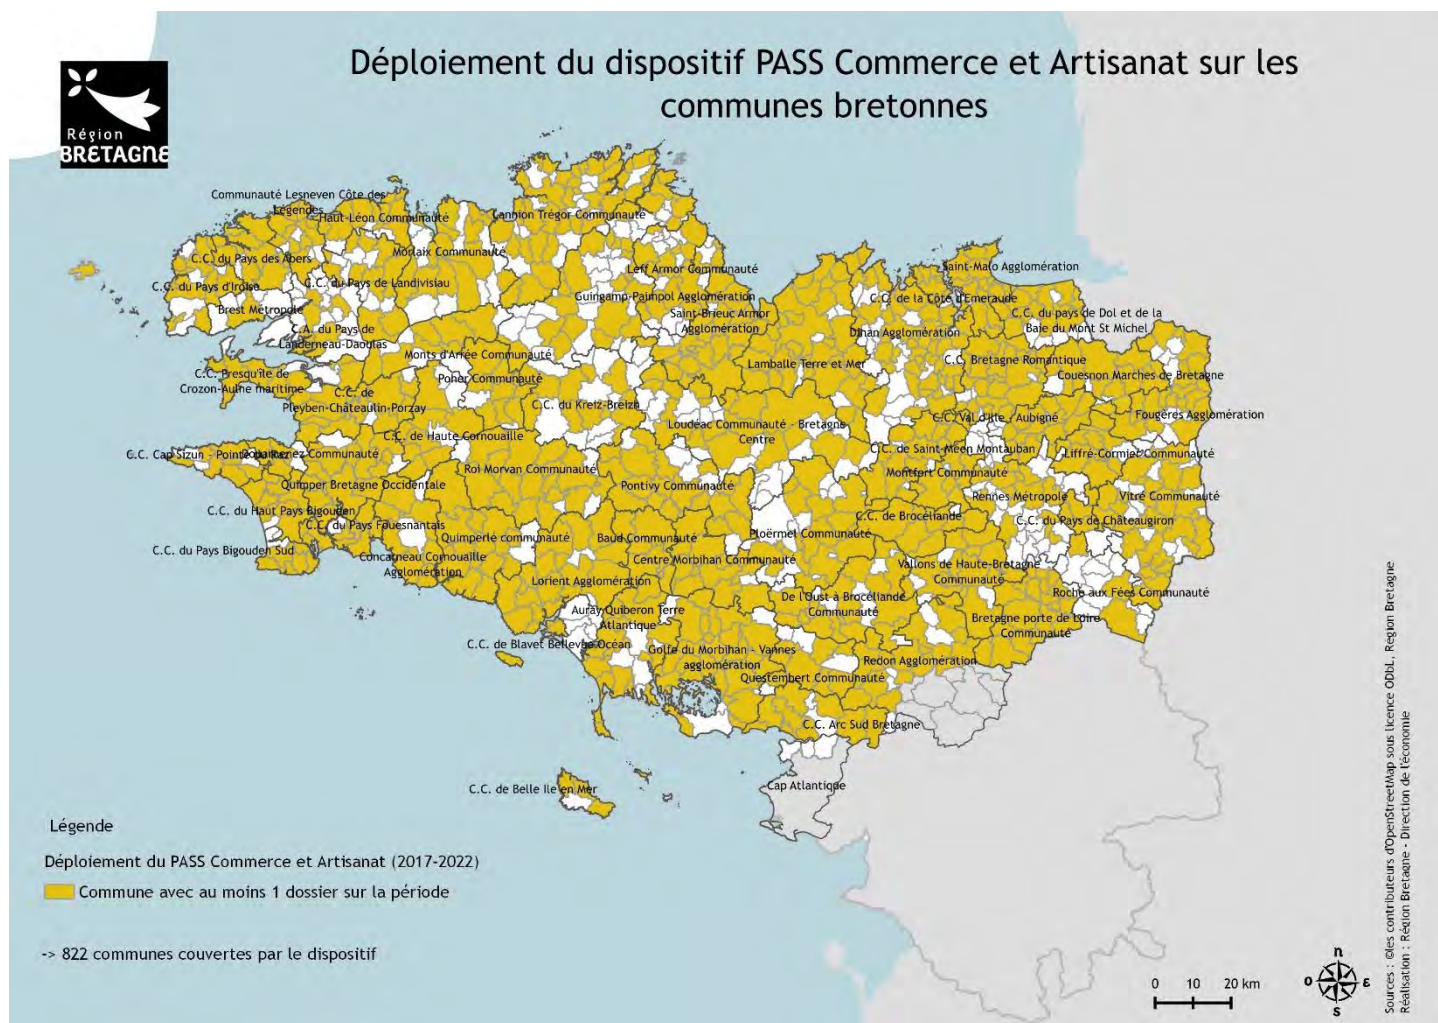 Déploiement du dispositif PASS Commerce et Artisanat sur les
communes bretonnes
Région
BRETAGNE
Communauté Lesneven Côte des
Légendes
Haut-Léon Communauté
Lannion Trégor Communauté
Morlaix Communauté
C.C. du Pays des Abers
C.C. du Pays d'Iroise
C.C. du Pays de Landivisiau
Leff Armor Communauté
Saint-Malo Agglomération
Brest Métropole
Guingamp-Paimpol Agglomération
C.C. de la Côte d'Emeraude
Saint-Brieuc Armor
Agglomération
C.C. du pays de Dol et de la
Baie du Mont St Michel
C.A. du Pays de
Landerneau-Daoulas
Dinan Agglomération
Monts d'Arrée Communauté
Lamballe Terre et Mer
C.C. Bretagne Romantique
C.C. Presqu'île de
Crozon-Aulne maritime
Poher Communauté
Couesnon Marches de Bretagne
C.C. de
Pleyben-Châteaulin-Porzay
C.C. du Kreiz-Breizh
Loudéac Communauté - Bretagne
Centre
C.C. Val d'Ille - Aubigné
Fougères Agglomération
C.C. de Haute Cornouaille
C.C. de Saint-Méen Montauban
Liffré-Cormier Communauté
C.C. Cap Sizun - Pointe du Raz
Douarnenez Communauté
Roi Morvan Communauté
Montfort Communauté
Quimper Bretagne Occidentale
Pontivy Communauté
Rennes Métropole
Vitré Communauté
C.C. du Haut Pays Bigouden
C.C. du Pays Fouesnantais
C.C. de Brocéliande
C.C. du Pays de Châteaugiron
Quimperlé communauté
Baud Communauté
Ploërmel Communauté
C.C. du Pays Bigouden Sud
Concarneau Cornouaille
Agglomération
Centre Morbihan Communauté
Vallons de Haute-Bretagne
Communauté
Lorient Agglomération
Roche aux Fées Communauté
De l'Oust à Brocéliande
Communauté
Auray Quiberon Terre
Atlantique
Bretagne porte de Loire
Communauté
C.C. de Blavet Bellevue Océan
Golfe du Morbihan - Vannes
agglomération
Redon Agglomération
Questembert Communauté
C.C. Arc Sud Bretagne
C.C. de Belle Ile en Mer
Cap Atlantique
Légende
Déploiement du PASS Commerce et Artisanat (2017-2022)
Commune avec au moins 1 dossier sur la période
-> 822 communes couvertes par le dispositif
0 10 20 km
n
o e
s
Sources : ©les contributeurs d'OpenStreetMap sous licence ODbL, Région Bretagne
Réalisation : Région Bretagne - Direction de l'économie